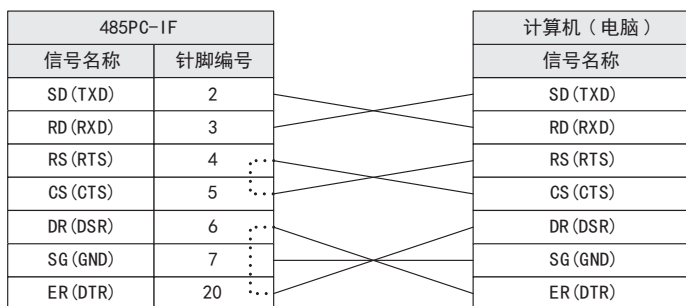 485PC-IF 计算机(电脑)
信号名称 针脚编号 信号名称
SD(TXD) 2 SD(TXD)
RD(RXD) 3 RD(RXD)
RS(RTS) 4 RS(RTS)
CS(CTS) 5 CS(CTS)
DR(DSR) 6 DR(DSR)
SG(GND) 7 SG(GND)
ER(DTR) 20 ER(DTR)